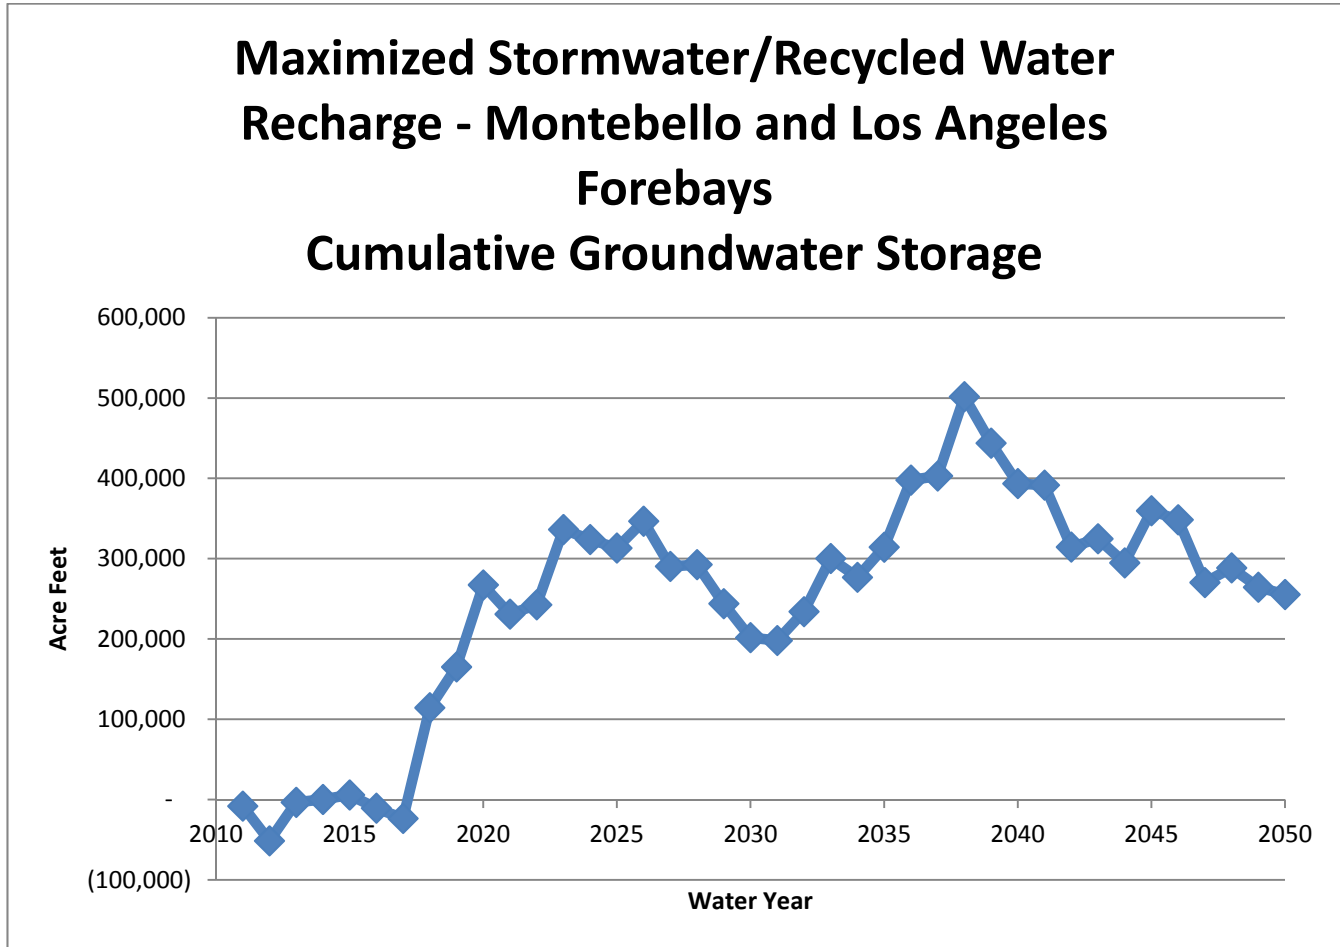 Maximized Stormwater/Recycled Water
Recharge - Montebello and Los Angeles
Forebays
Cumulative Groundwater Storage
600,000
500,000
400,000
300,000
200,000
100,000
-
(100,000)
Acre Feet
2010 2015 2020 2025 2030 2035 2040 2045 2050
Water Year